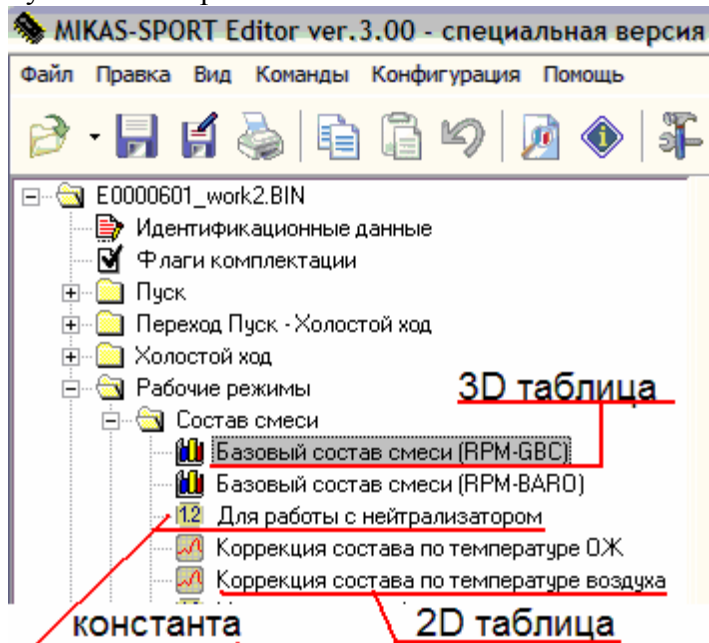 MIKAS-SPORT Editor ver.3.00 - специальная версия
Файл Правка Вид Команды Конфигурация Помощь
E0000601_work2.BIN
Идентификационные данные
Флаги комплектации
Пуск
Переход Пуск - Холостой ход
Холостой ход
Рабочие режимы
3D таблица
Состав смеси
Базовый состав смеси (RPM-GBC)
Базовый состав смеси (RPM-BARO)
1.2 Для работы с нейтрализатором
Коррекция состава по температуре ОЖ
Коррекция состава по температуре воздуха
константа 2D таблица